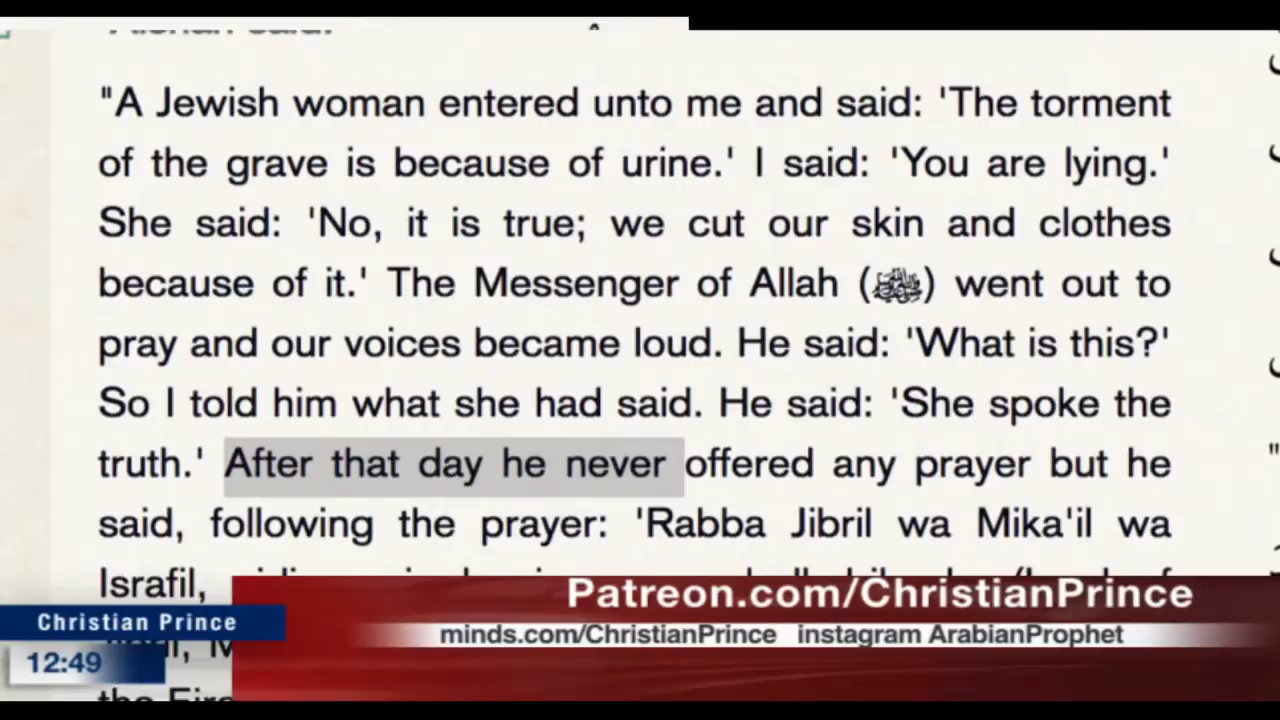 "A Jewish woman entered unto me and said: 'The torment
of the grave is because of urine.' I said: 'You are lying.'
She said: 'No, it is true; we cut our skin and clothes
because of it.' The Messenger of Allah (ﷺ) went out to
pray and our voices became loud. He said: 'What is this?'
So I told him what she had said. He said: 'She spoke the
truth.' After that day he never offered any prayer but he
said, following the prayer: 'Rabba Jibril wa Mika'il wa
Israfil,
Patreon.com/ChristianPrince
Christian Prince
minds.com/ChristianPrince instagram ArabianProphet
12:49